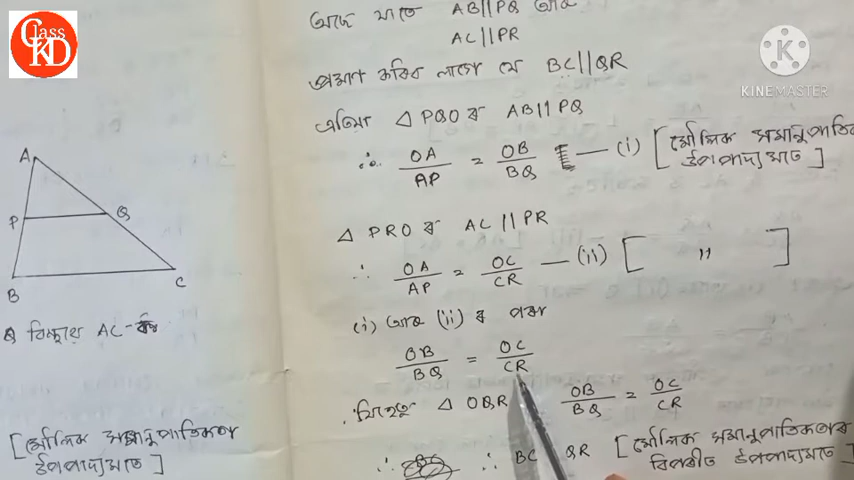 Class
KD
KINEMASTER
আছে যাতে AB||PQ আৰু
AC||PR
প্ৰমাণ কৰিব লাগে যে BC||QR
এতিয়া △ PQO ৰ AB||PQ
∴ OA/AP = OB/BQ — (i) [মৌলিক সমানুপাতিক
উপপাদ্যমতে]
△ PRO ৰ AC || PR
∴ OA/AP = OC/CR — (ii) [ ,, ]
(i) আৰু (ii) ৰ পৰা
OB/BQ = OC/CR
যিহেতু △ OQR OB/BQ = OC/CR
∴ ∴ BC QR [মৌলিক সমানুপাতিকতাৰ
বিপৰীত উপপাদ্যমতে]
A
P Q
B C
Q বিন্দুয়ে AC-ক
[মৌলিক সমানুপাতিকতা
উপপাদ্যমতে]